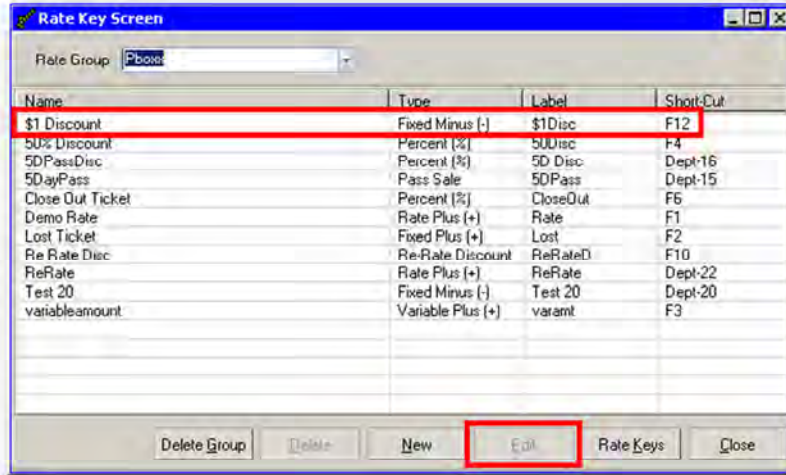 Rate Key Screen
Rate Group Pboxx
Name Type Label Short-Cut
$1 Discount Fixed Minus (-) $1Disc F12
50% Discount Percent (%) 50Disc F4
5DPassDisc Percent (%) 5D Disc Dept-16
5DayPass Pass Sale 5DPass Dept-15
Close Out Ticket Percent (%) CloseOut F6
Demo Rate Rate Plus (+) Rate F1
Lost Ticket Fixed Plus (+) Lost F2
Re Rate Disc Re-Rate Discount ReRateD F10
ReRate Rate Plus (+) ReRate Dept-22
Test 20 Fixed Minus (-) Test 20 Dept-20
variableamount Variable Plus (+) varamt F3
Delete Group Delete New Edit Rate Keys Close